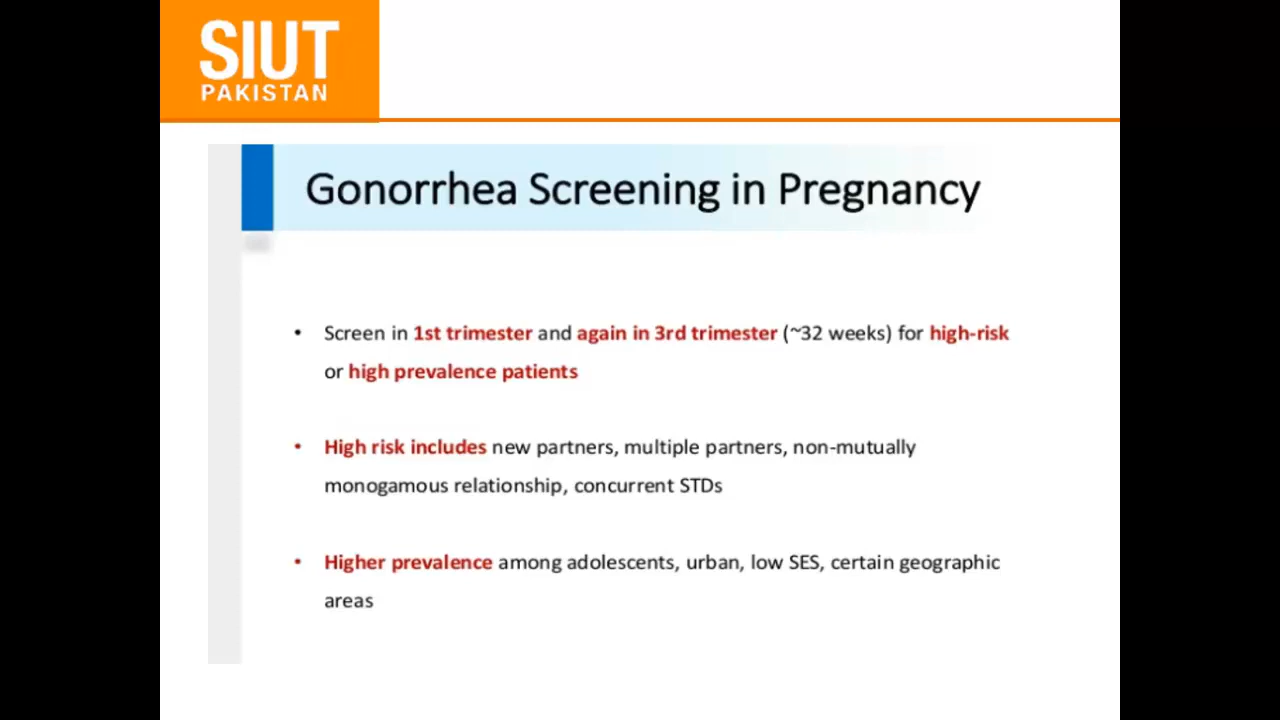 SIUT
PAKISTAN
Gonorrhea Screening in Pregnancy
• Screen in 1st trimester and again in 3rd trimester (~32 weeks) for high-risk
or high prevalence patients
• High risk includes new partners, multiple partners, non-mutually
monogamous relationship, concurrent STDs
• Higher prevalence among adolescents, urban, low SES, certain geographic
areas